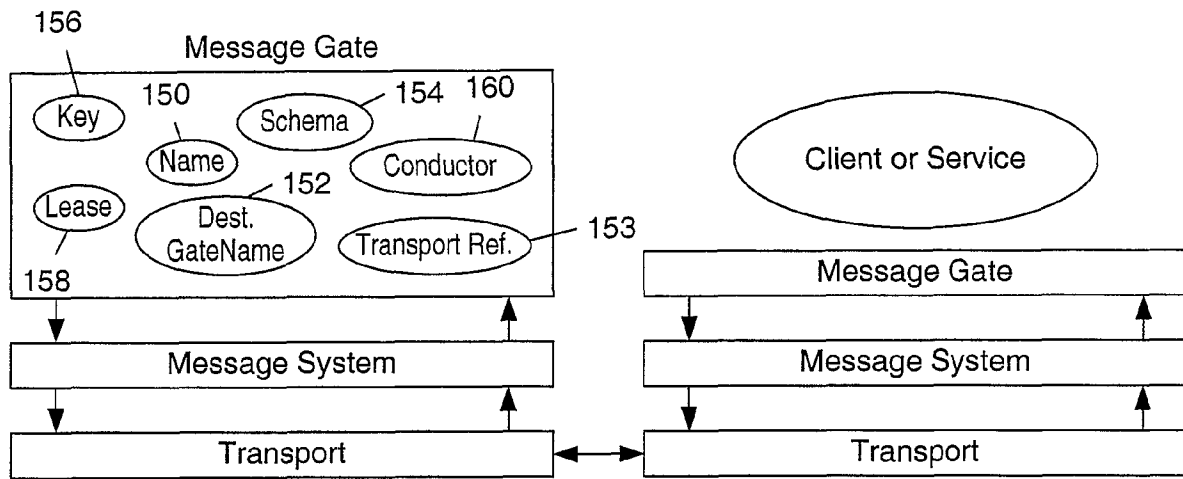 156
Message Gate
150
154
160
Key
Schema
Name
Conductor
Client or Service
152
Lease
Dest.
GateName
Transport Ref.
153
158
Message Gate
Message System
Message System
Transport
Transport